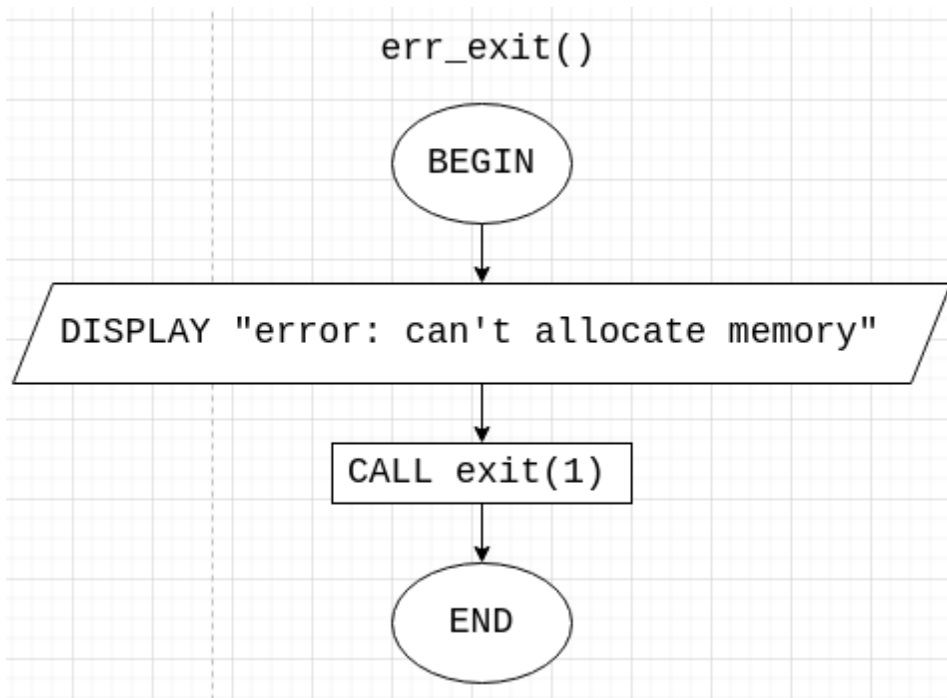 err_exit()
BEGIN
DISPLAY "error: can't allocate memory"
CALL exit(1)
END